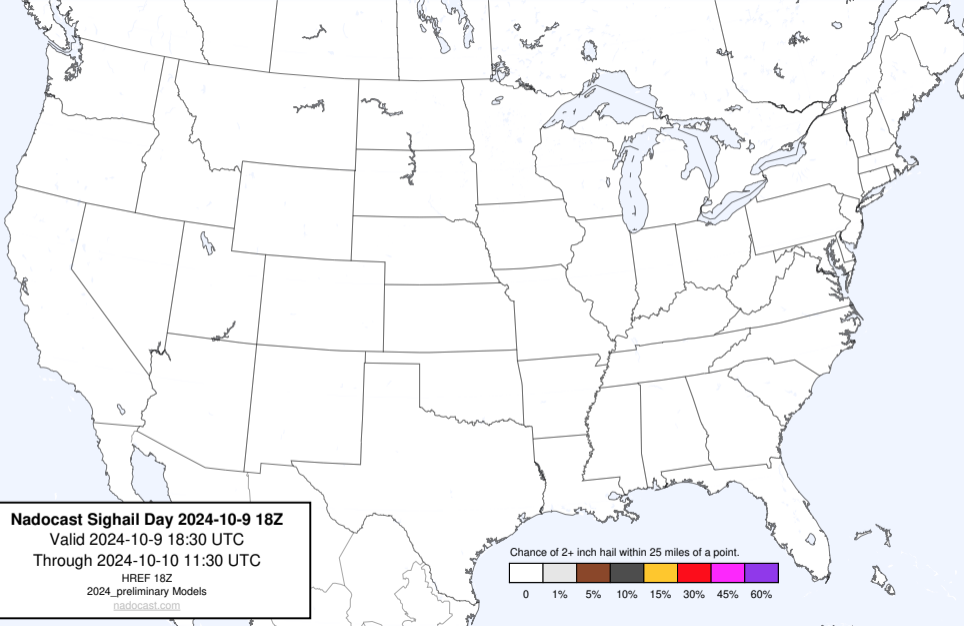 Nadocast Sighail Day 2024-10-9 18Z
Valid 2024-10-9 18:30 UTC
Through 2024-10-10 11:30 UTC
HREF 18Z
2024_preliminary Models
nadocast.com
Chance of 2+ inch hail within 25 miles of a point.
0 1% 5% 10% 15% 30% 45% 60%